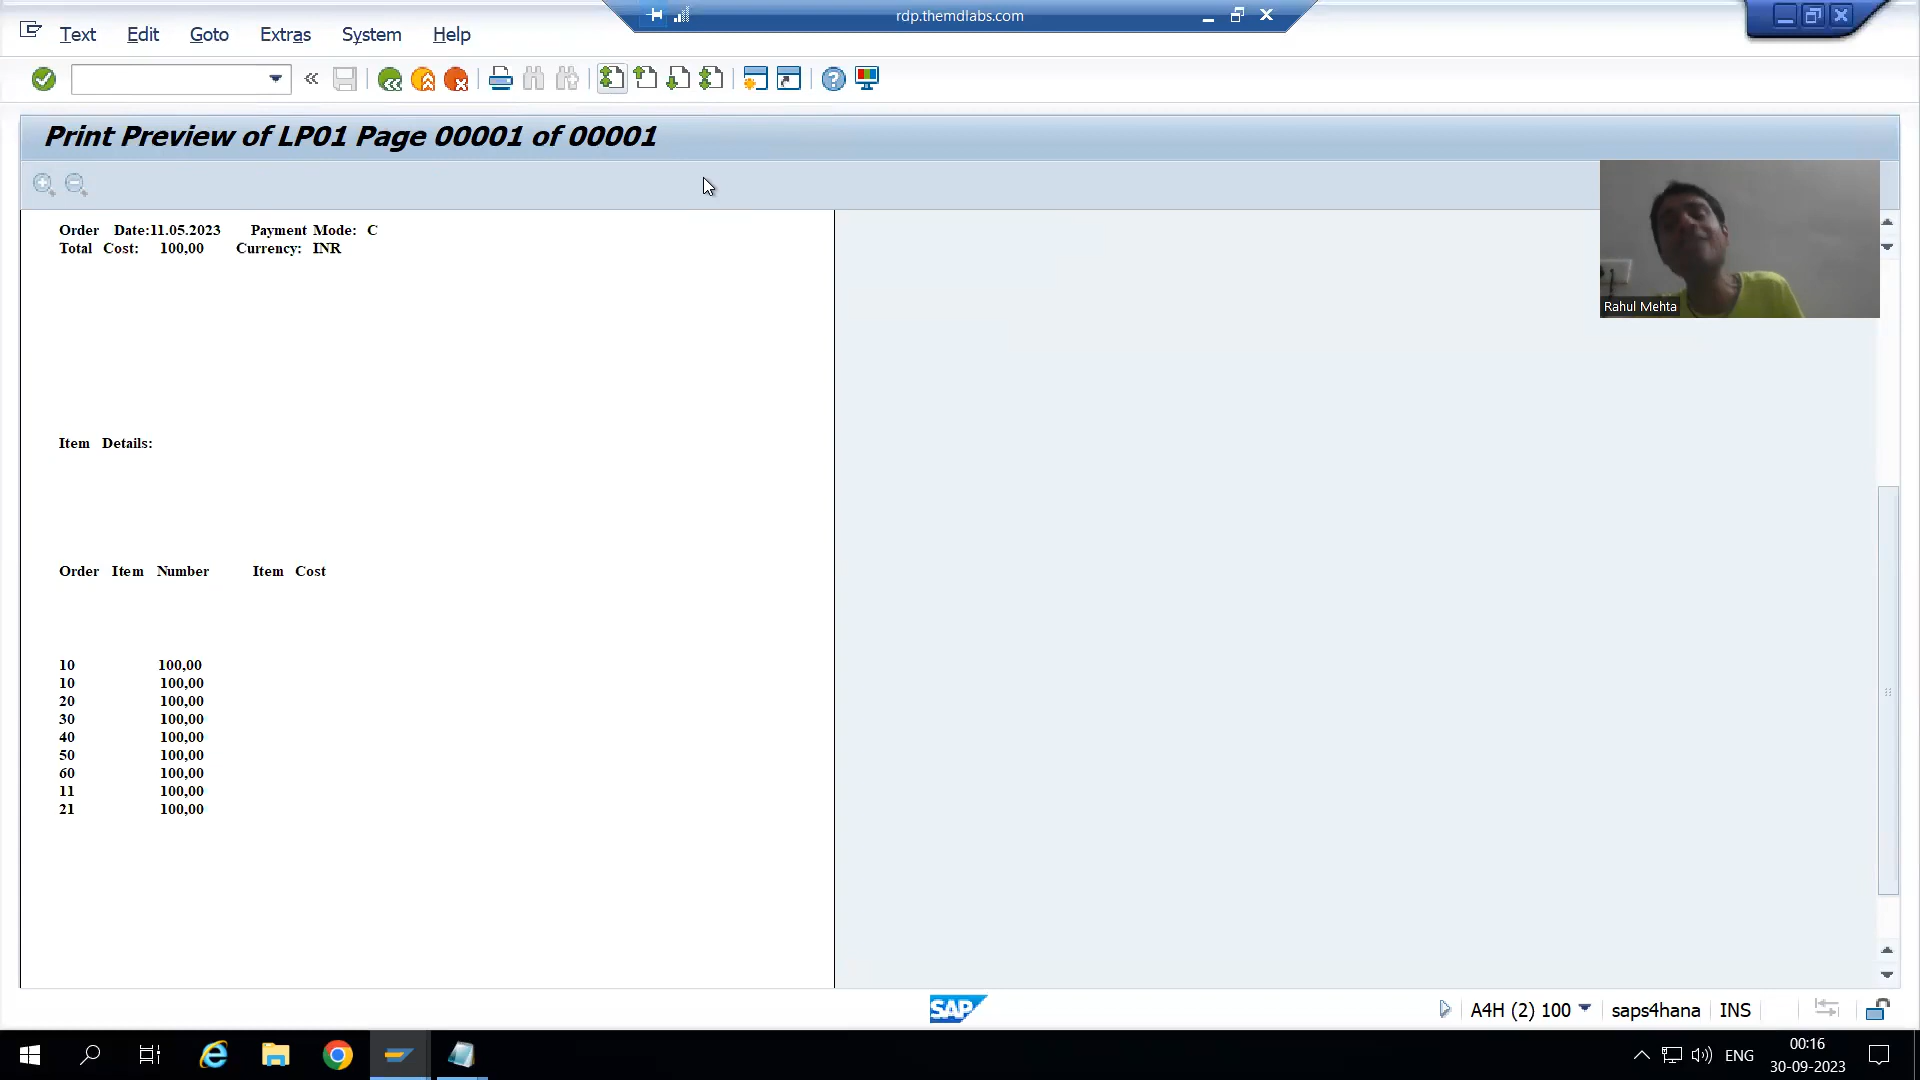 rdp.themdlabs.com
Text Edit Goto Extras System Help
Print Preview of LP01 Page 00001 of 00001
Rahul Mehta
Order Date:11.05.2023 Payment Mode: C
Total Cost: 100,00 Currency: INR
Item Details:
Order Item Number Item Cost
10 100,00
10 100,00
20 100,00
30 100,00
40 100,00
50 100,00
60 100,00
11 100,00
21 100,00
SAP
A4H (2) 100 saps4hana INS
ENG
00:16
30-09-2023